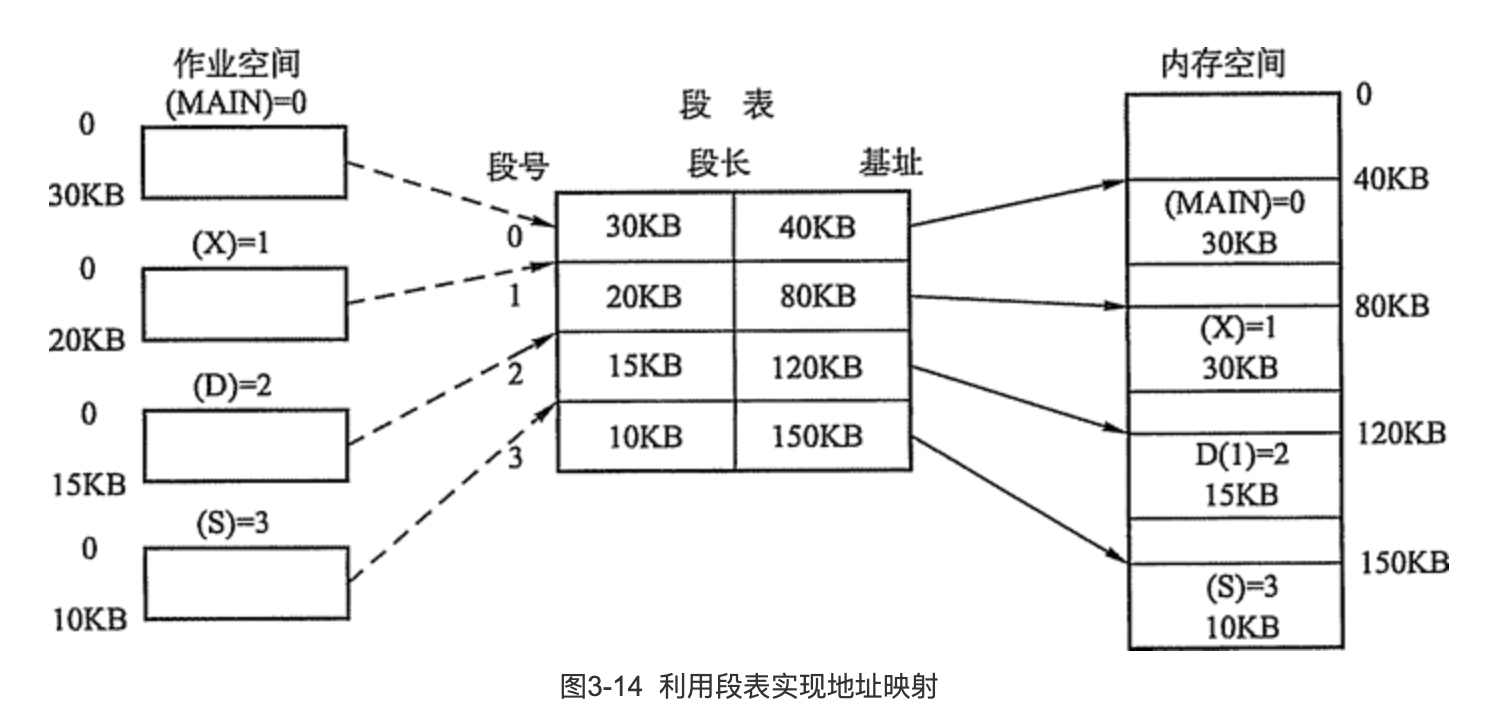 作业空间
(MAIN)=0
0
30KB
(X)=1
0
20KB
(D)=2
0
15KB
(S)=3
0
10KB
段 表
段号 段长 基址
0 30KB 40KB
1 20KB 80KB
2 15KB 120KB
3 10KB 150KB
内存空间
0
40KB
(MAIN)=0
30KB
80KB
(X)=1
30KB
120KB
D(1)=2
15KB
150KB
(S)=3
10KB
图3-14 利用段表实现地址映射